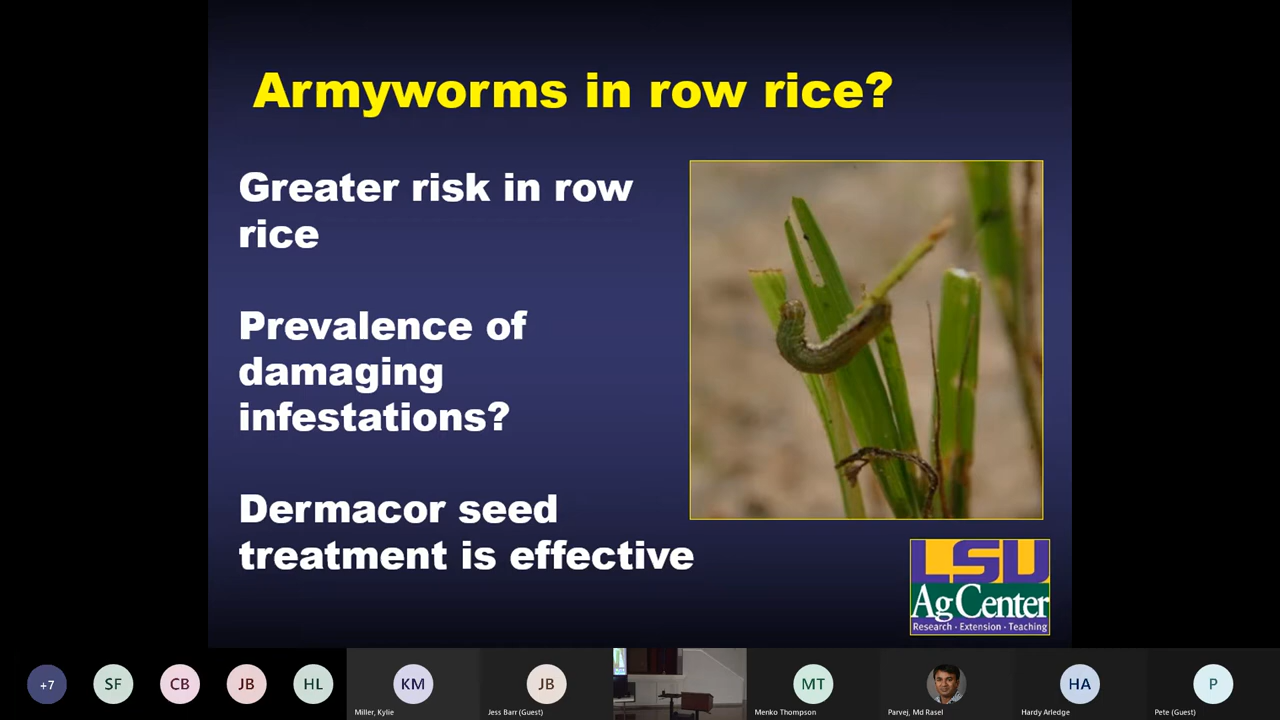 Armyworms in row rice?
Greater risk in row
rice
Prevalence of
damaging
infestations?
Dermacor seed
treatment is effective
LSU
AgCenter
Research · Extension · Teaching
+7
SF
CB
JB
HL
KM
Miller, Kylie
JB
Jess Barr (Guest)
MT
Menko Thompson
Parvej, Md Rasel
HA
Hardy Arledge
P
Pete (Guest)